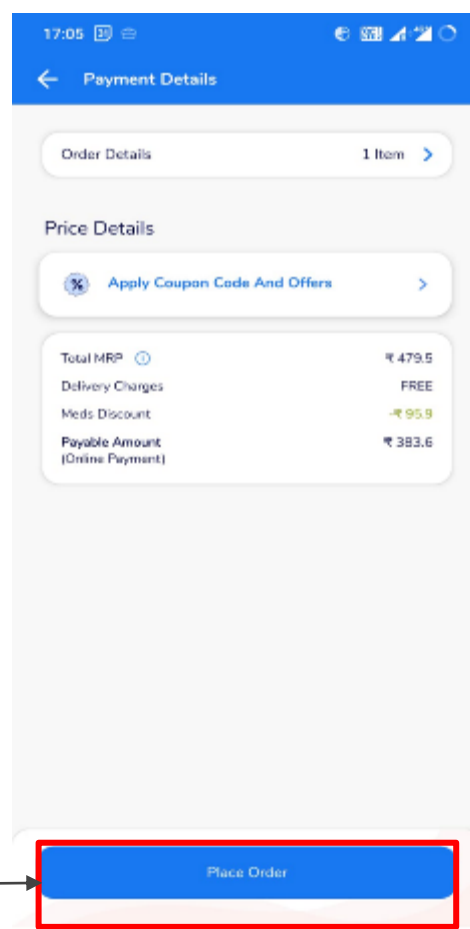 17:05 31
Payment Details
Order Details 1 Item
Price Details
% Apply Coupon Code And Offers
Total MRP ₹ 479.5
Delivery Charges FREE
Meds Discount -₹ 95.9
Payable Amount ₹ 383.6
(Online Payment)
Place Order